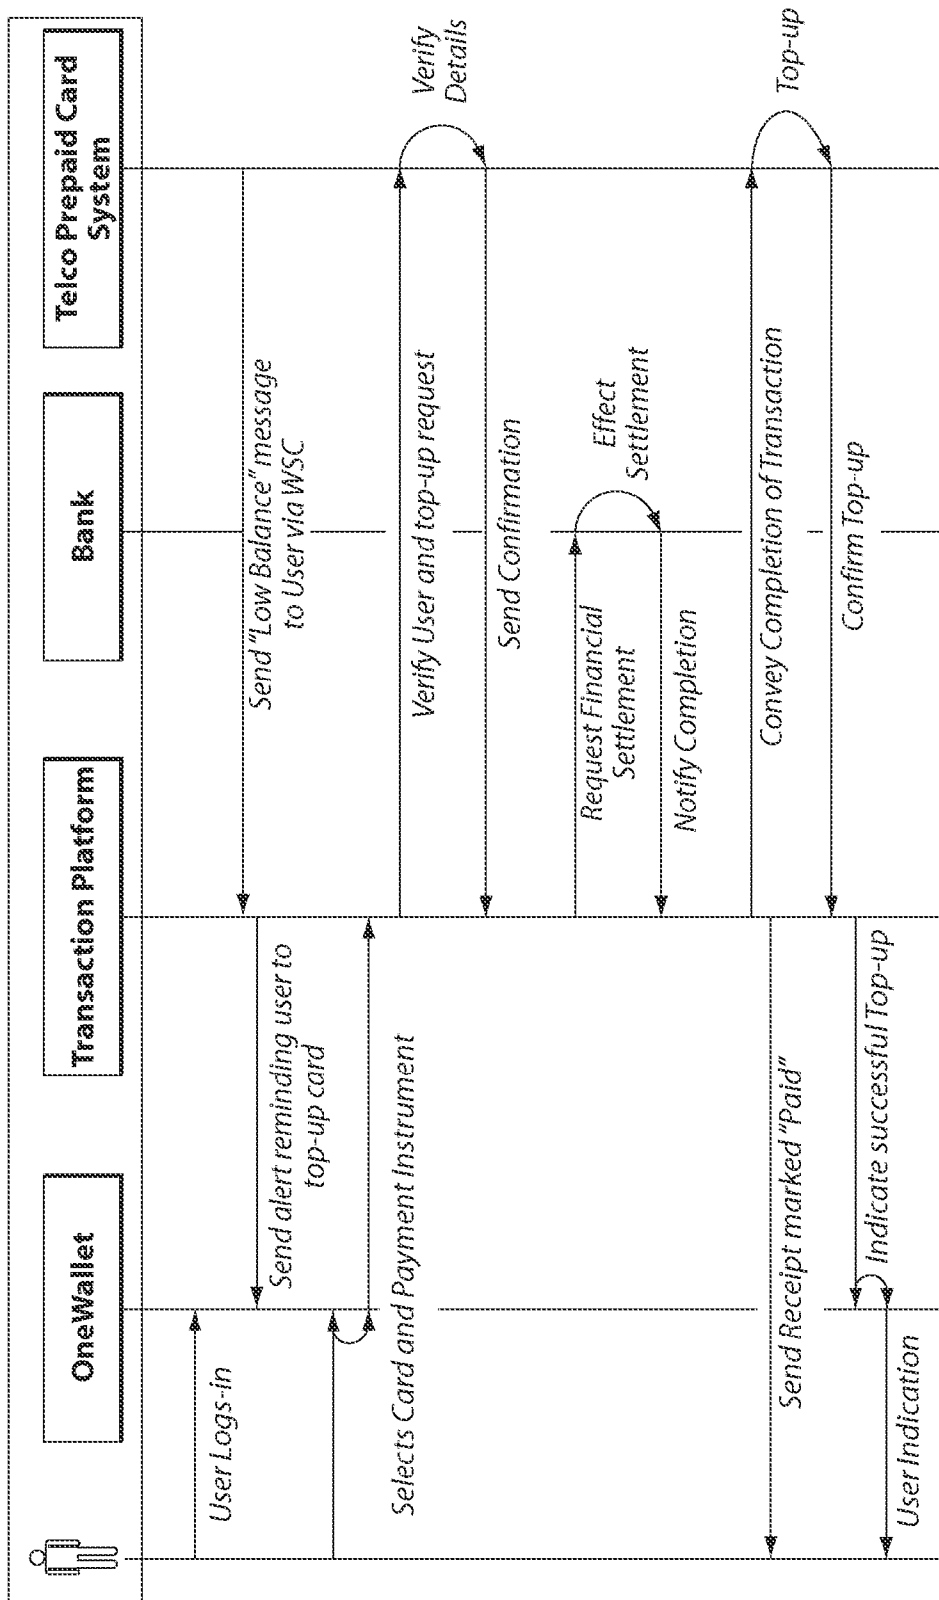 OneWallet
Transaction Platform
Bank
Telco Prepaid Card
System
User Logs-in
Send "Low Balance" message
to User via WSC
Send alert reminding user to
top-up card
Selects Card and Payment Instrument
Verify User and top-up request
Verify
Details
Send Confirmation
Request Financial
Settlement
Effect
Settlement
Notify Completion
Convey Completion of Transaction
Top-up
Send Receipt marked "Paid"
Confirm Top-up
Indicate successful Top-up
User Indication